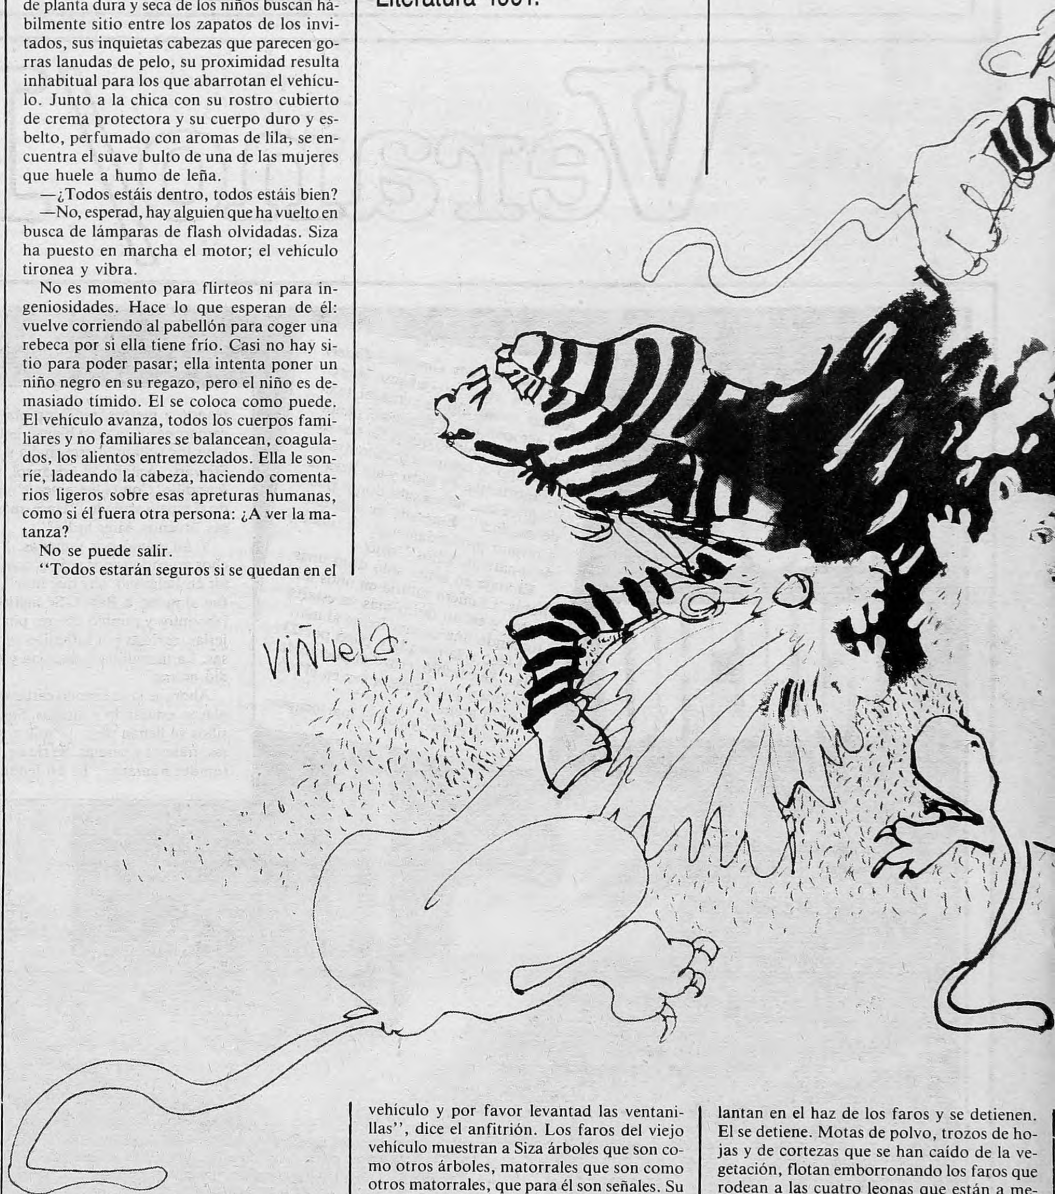 de planta dura y seca de los niños buscan há-
bilmente sitio entre los zapatos de los invi-
tados, sus inquietas cabezas que parecen go-
rras lanudas de pelo, su proximidad resulta
inhabitual para los que abarrotan el vehícu-
lo. Junto a la chica con su rostro cubierto
de crema protectora y su cuerpo duro y es-
belto, perfumado con aromas de lila, se en-
cuentra el suave bulto de una de las mujeres
que huele a humo de leña.
—¿Todos estáis dentro, todos estáis bien?
—No, esperad, hay alguien que ha vuelto en
busca de lámparas de flash olvidadas. Siza
ha puesto en marcha el motor; el vehículo
tironea y vibra.
No es momento para flirteos ni para in-
geniosidades. Hace lo que esperan de él:
vuelve corriendo al pabellón para coger una
rebeca por si ella tiene frío. Casi no hay si-
tio para poder pasar; ella intenta poner un
niño negro en su regazo, pero el niño es de-
masiado tímido. El se coloca como puede.
El vehículo avanza, todos los cuerpos fami-
liares y no familiares se balancean, coagula-
dos, los alientos entremezclados. Ella le son-
ríe, ladeando la cabeza, haciendo comenta-
rios ligeros sobre esas apreturas humanas,
como si él fuera otra persona: ¿A ver la ma-
tanza?
No se puede salir.
“Todos estarán seguros si se quedan en el
Literatura 1991.
VIÑUELA
vehículo y por favor levantad las ventani-
llas”, dice el anfitrión. Los faros del viejo
vehículo muestran a Siza árboles que son co-
mo otros árboles, matorrales que son como
otros matorrales, que para él son señales. Su
lantan en el haz de los faros y se detienen.
El se detiene. Motas de polvo, trozos de ho-
jas y de cortezas que se han caído de la ve-
getación, flotan emborronando los faros que
rodean a las cuatro leonas que están a me-